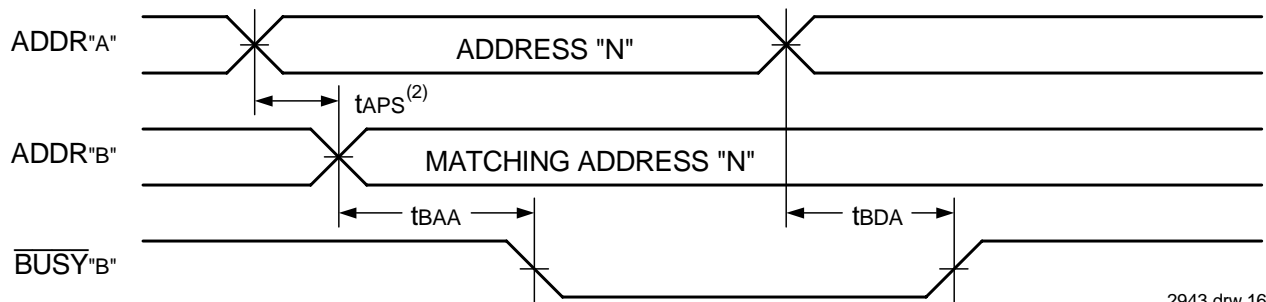 ADDR"A"
ADDRESS "N"
tAPS(2)
ADDR"B"
MATCHING ADDRESS "N"
tBAA
tBDA
BUSY"B"
2943 drw 16